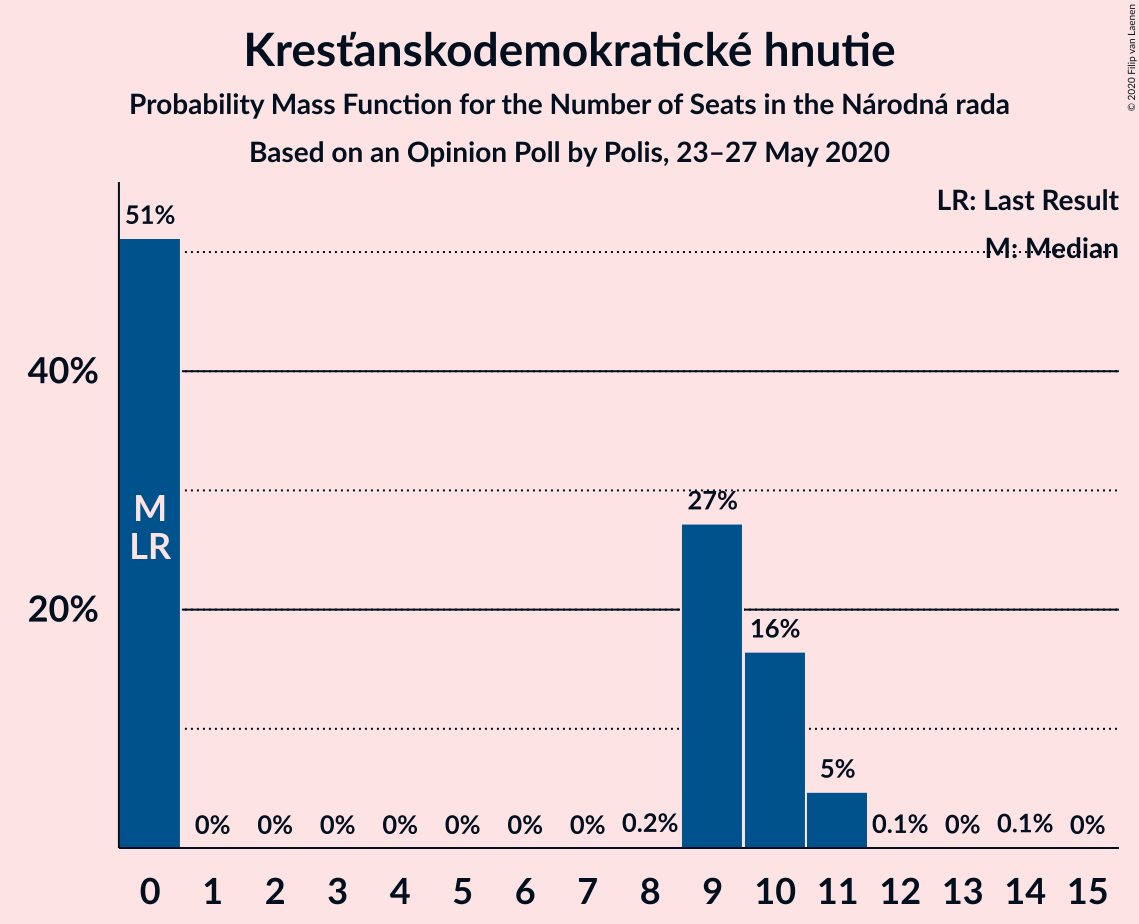 Kresťanskodemokratické hnutie
Probability Mass Function for the Number of Seats in the Národná rada
Based on an Opinion Poll by Polis, 23–27 May 2020
© 2020 Filip van Laenen
LR: Last Result
M: Median
40%
20%
51%
M
LR
0%
0%
0%
0%
0%
0%
0%
0.2%
27%
16%
5%
0.1%
0%
0.1%
0%
0 1 2 3 4 5 6 7 8 9 10 11 12 13 14 15